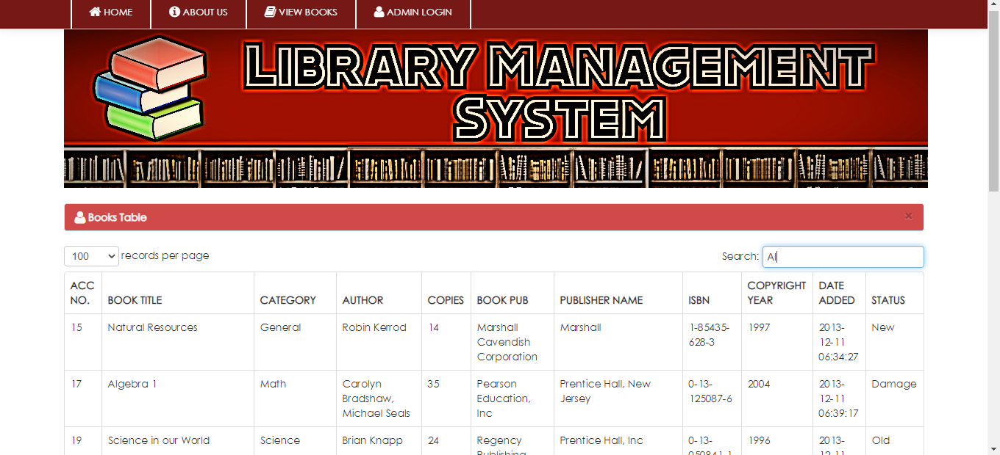 HOME ABOUT US VIEW BOOKS ADMIN LOGIN
LIBRARY MANAGEMENT
SYSTEM
Books Table ×
100 records per page Search: Al
ACC NO. BOOK TITLE CATEGORY AUTHOR COPIES BOOK PUB PUBLISHER NAME ISBN COPYRIGHT YEAR DATE ADDED STATUS
15 Natural Resources General Robin Kerrod 14 Marshall Cavendish Corporation Marshall 1-85435-628-3 1997 2013-12-11 06:34:27 New
17 Algebra 1 Math Carolyn Bradshaw, Michael Seals 35 Pearson Education, Inc Prentice Hall, New Jersey 0-13-125087-6 2004 2013-12-11 06:39:17 Damage
19 Science in our World Science Brian Knapp 24 Regency Publishing Prentice Hall, Inc 0-13-050841-1 1996 2013-12-11 Old